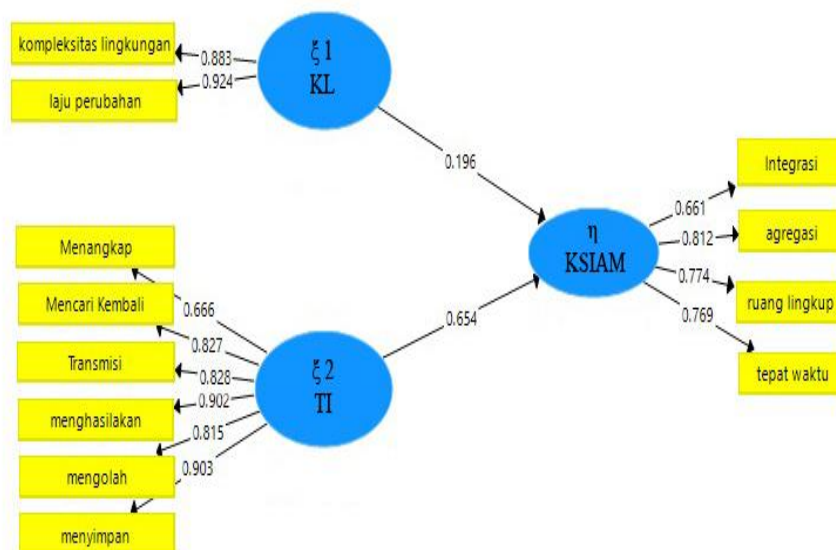 kompleksitas lingkungan
0.883
laju perubahan
0.924
ξ 1
KL
0.196
Menangkap
0.666
Mencari Kembali
0.827
Transmisi
0.828
menghasilakan
0.902
mengolah
0.815
menyimpan
0.903
ξ 2
TI
0.654
η
KSIAM
Integrasi
0.661
agregasi
0.812
ruang lingkup
0.774
tepat waktu
0.769